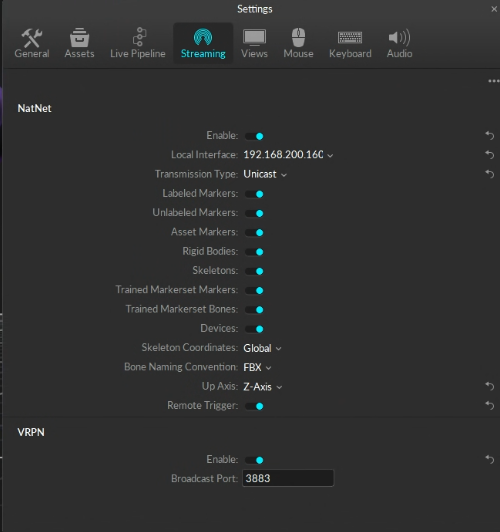 Settings
General Assets Live Pipeline Streaming Views Mouse Keyboard Audio
NatNet
Enable:
Local Interface: 192.168.200.160
Transmission Type: Unicast
Labeled Markers:
Unlabeled Markers:
Asset Markers:
Rigid Bodies:
Skeletons:
Trained Markerset Markers:
Trained Markerset Bones:
Devices:
Skeleton Coordinates: Global
Bone Naming Convention: FBX
Up Axis: Z-Axis
Remote Trigger:
VRPN
Enable:
Broadcast Port: 3883